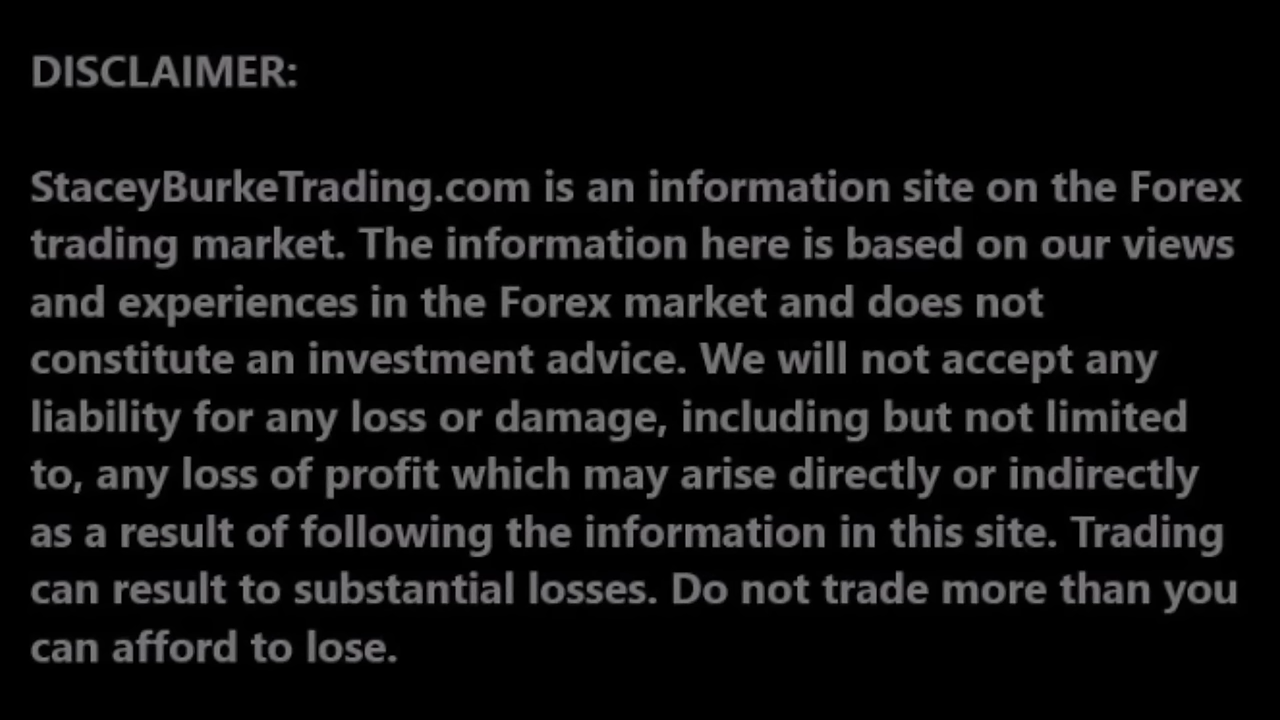 DISCLAIMER:
StaceyBurkeTrading.com is an information site on the Forex
trading market. The information here is based on our views
and experiences in the Forex market and does not
constitute an investment advice. We will not accept any
liability for any loss or damage, including but not limited
to, any loss of profit which may arise directly or indirectly
as a result of following the information in this site. Trading
can result to substantial losses. Do not trade more than you
can afford to lose.